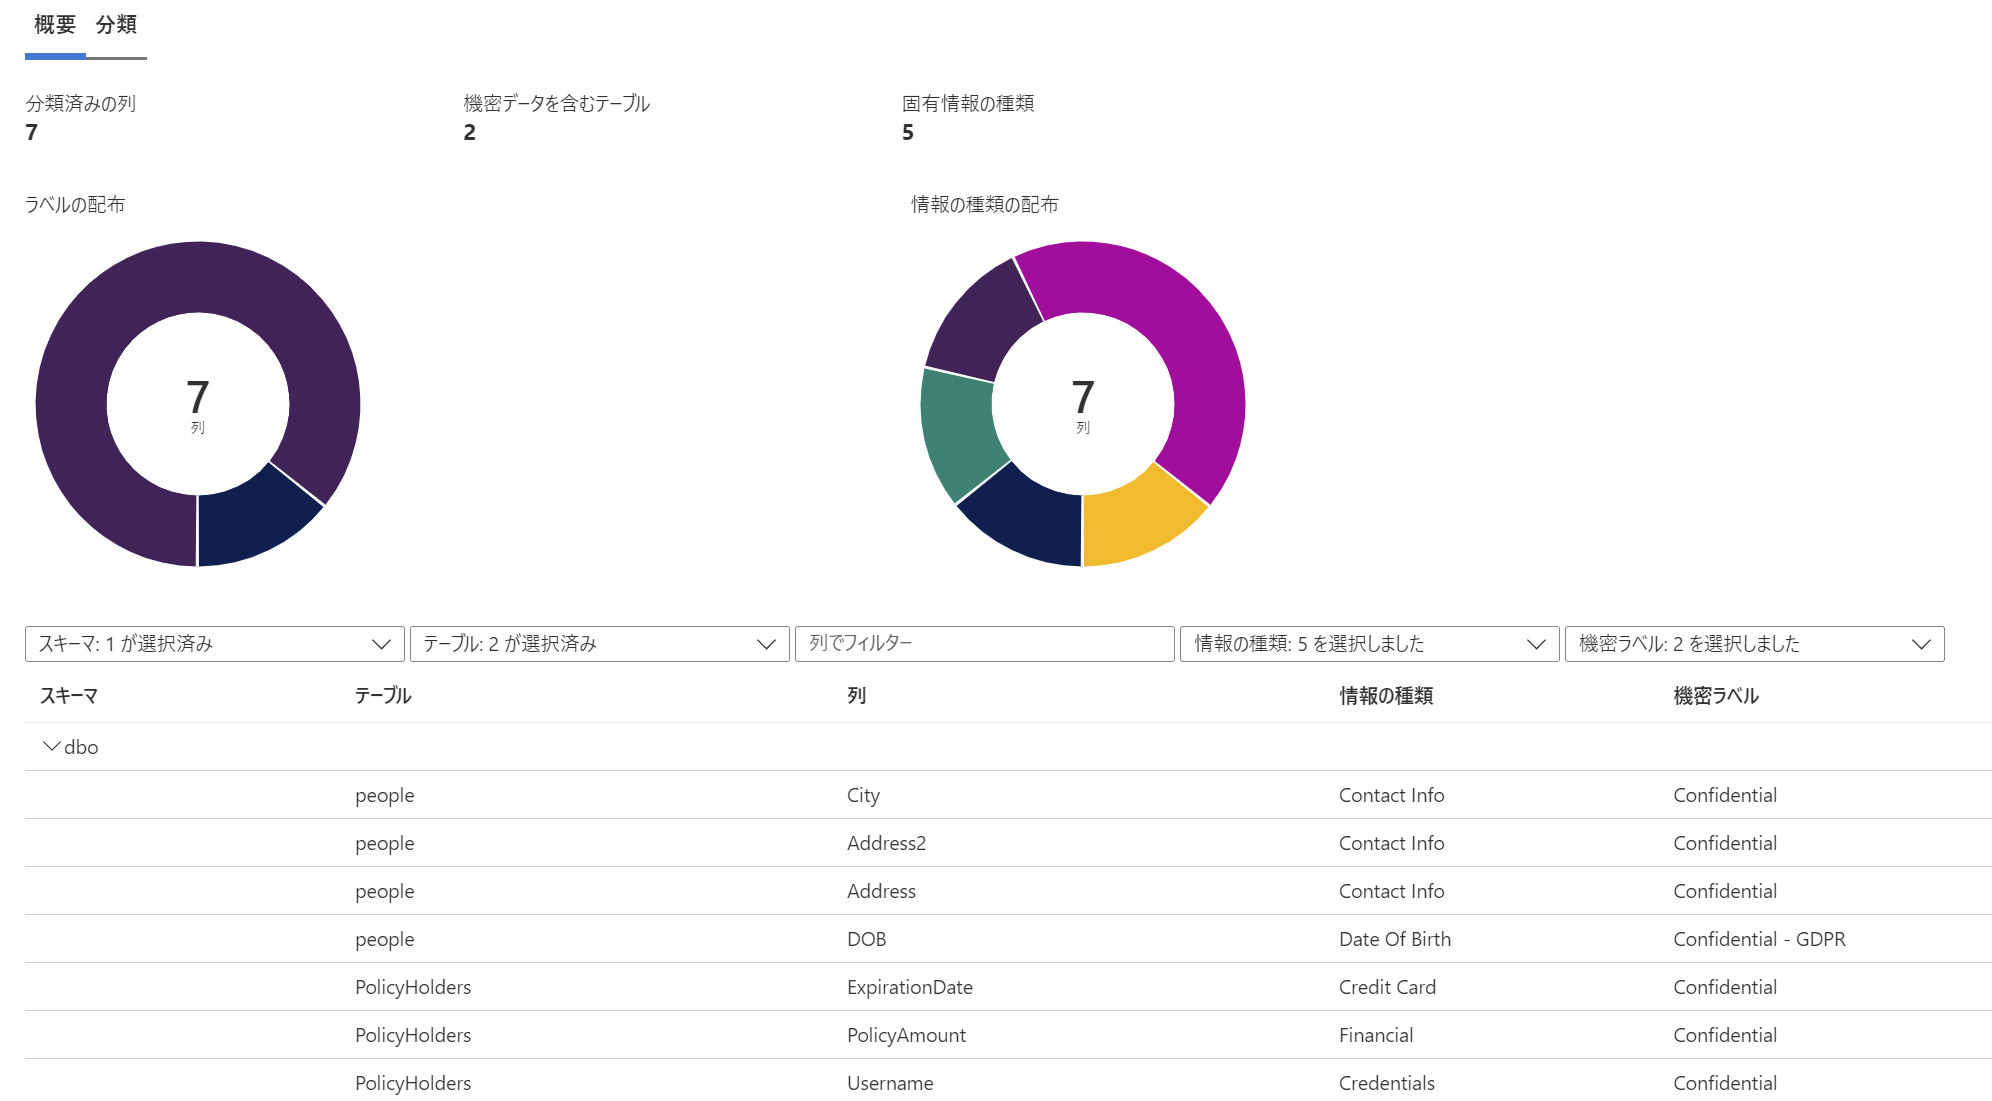 概要 分類
分類済みの列 機密データを含むテーブル 固有情報の種類
7 2 5
ラベルの配布 情報の種類の配布
7 7
列 列
スキーマ: 1 が選択済み テーブル: 2 が選択済み 列でフィルター 情報の種類: 5 を選択しました 機密ラベル: 2 を選択しました
スキーマ テーブル 列 情報の種類 機密ラベル
dbo
people City Contact Info Confidential
people Address2 Contact Info Confidential
people Address Contact Info Confidential
people DOB Date Of Birth Confidential - GDPR
PolicyHolders ExpirationDate Credit Card Confidential
PolicyHolders PolicyAmount Financial Confidential
PolicyHolders Username Credentials Confidential